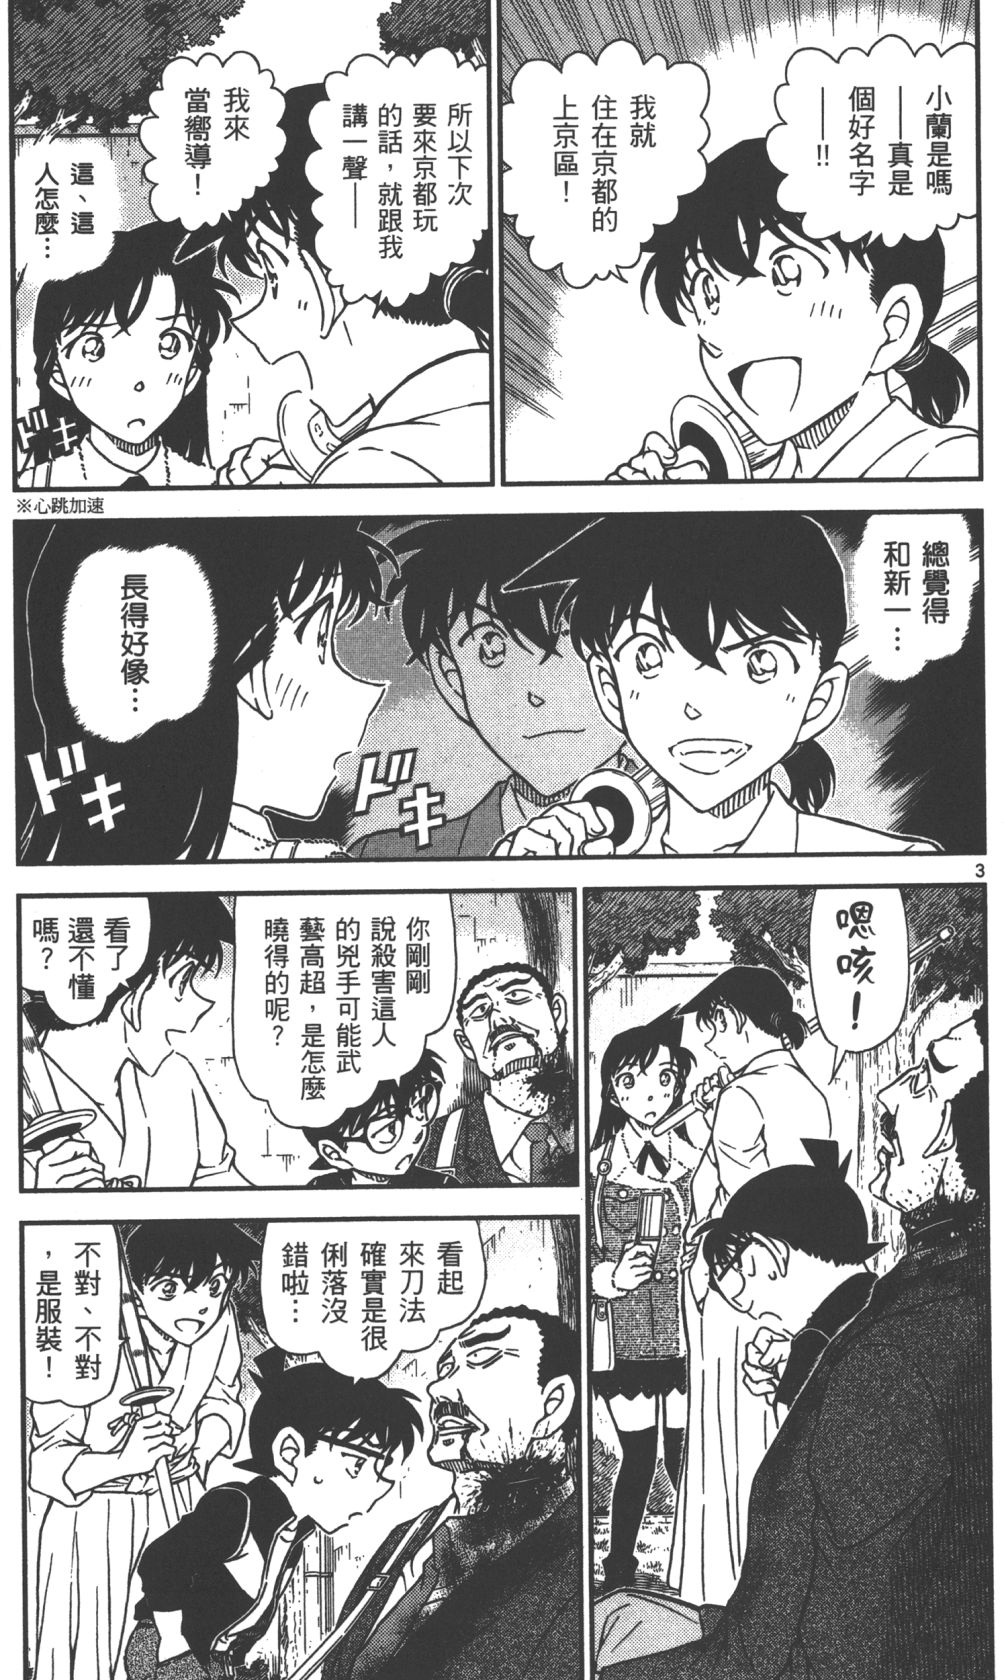 小蘭是嗎
——真是
個好名字
——!!
我就
住在京都的
上京區！
所以下次
要來京都玩
的話，就跟我
講一聲——
我來
當嚮導！
這、這
人怎麼…
ドキ
※心跳加速
總覺得
和新一…
長得好像…
ドキ
ドキ
3
嗯咳！
你剛剛
說殺害這人
的兇手可能武
藝高超，是怎麼
曉得的呢？
看了
還不懂
嗎？
看起
來刀法
確實是很
俐落沒
錯啦…
不對、不對
，是服裝！